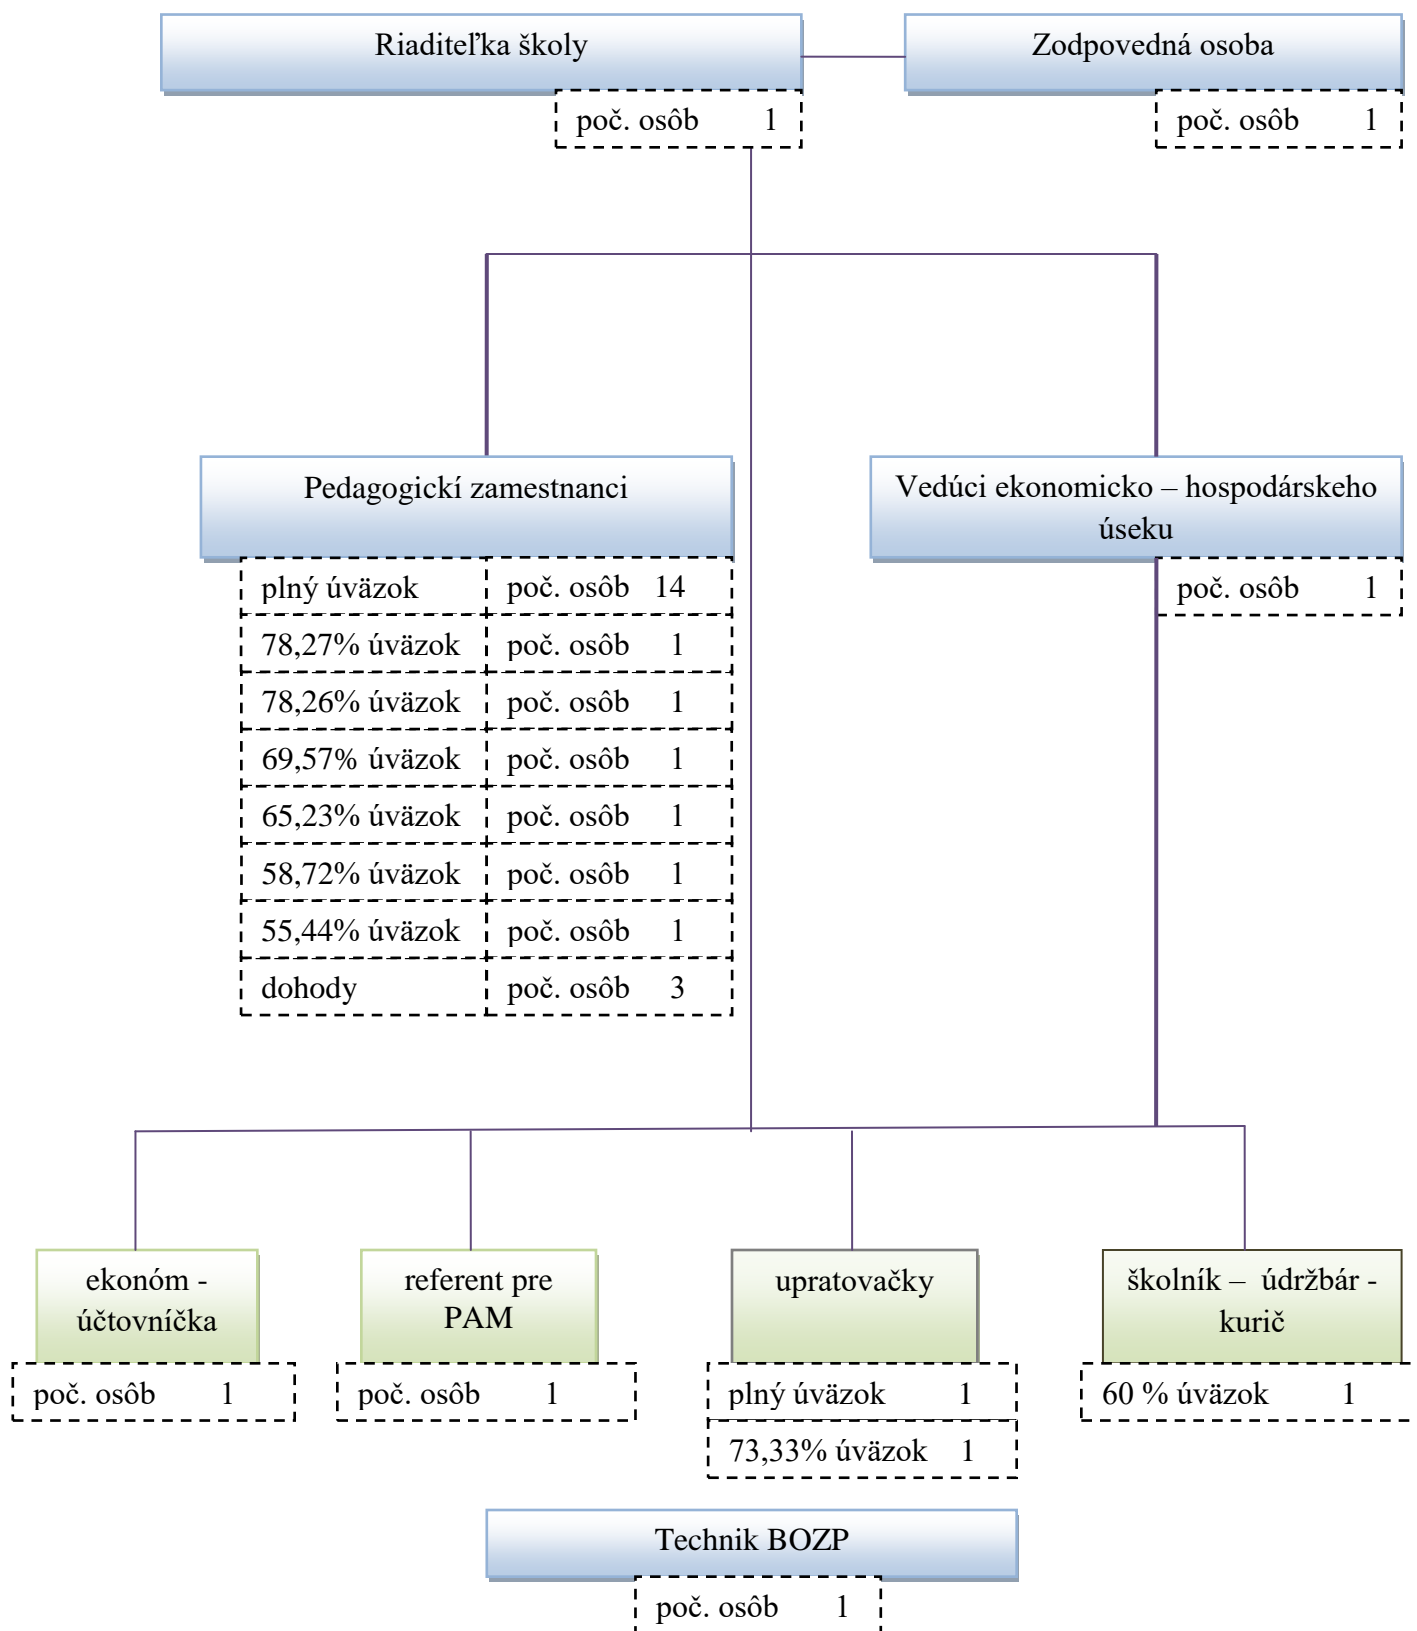 Riaditeľka školy
Zodpovedná osoba
poč. osôb 1
poč. osôb 1
Pedagogickí zamestnanci
plný úväzok poč. osôb 14
78,27% úväzok poč. osôb 1
78,26% úväzok poč. osôb 1
69,57% úväzok poč. osôb 1
65,23% úväzok poč. osôb 1
58,72% úväzok poč. osôb 1
55,44% úväzok poč. osôb 1
dohody poč. osôb 3
Vedúci ekonomicko – hospodárskeho
úseku
poč. osôb 1
ekonóm -
účtovníčka
poč. osôb 1
referent pre
PAM
poč. osôb 1
upratovačky
plný úväzok 1
73,33% úväzok 1
školník – údržbár -
kurič
60 % úväzok 1
Technik BOZP
poč. osôb 1